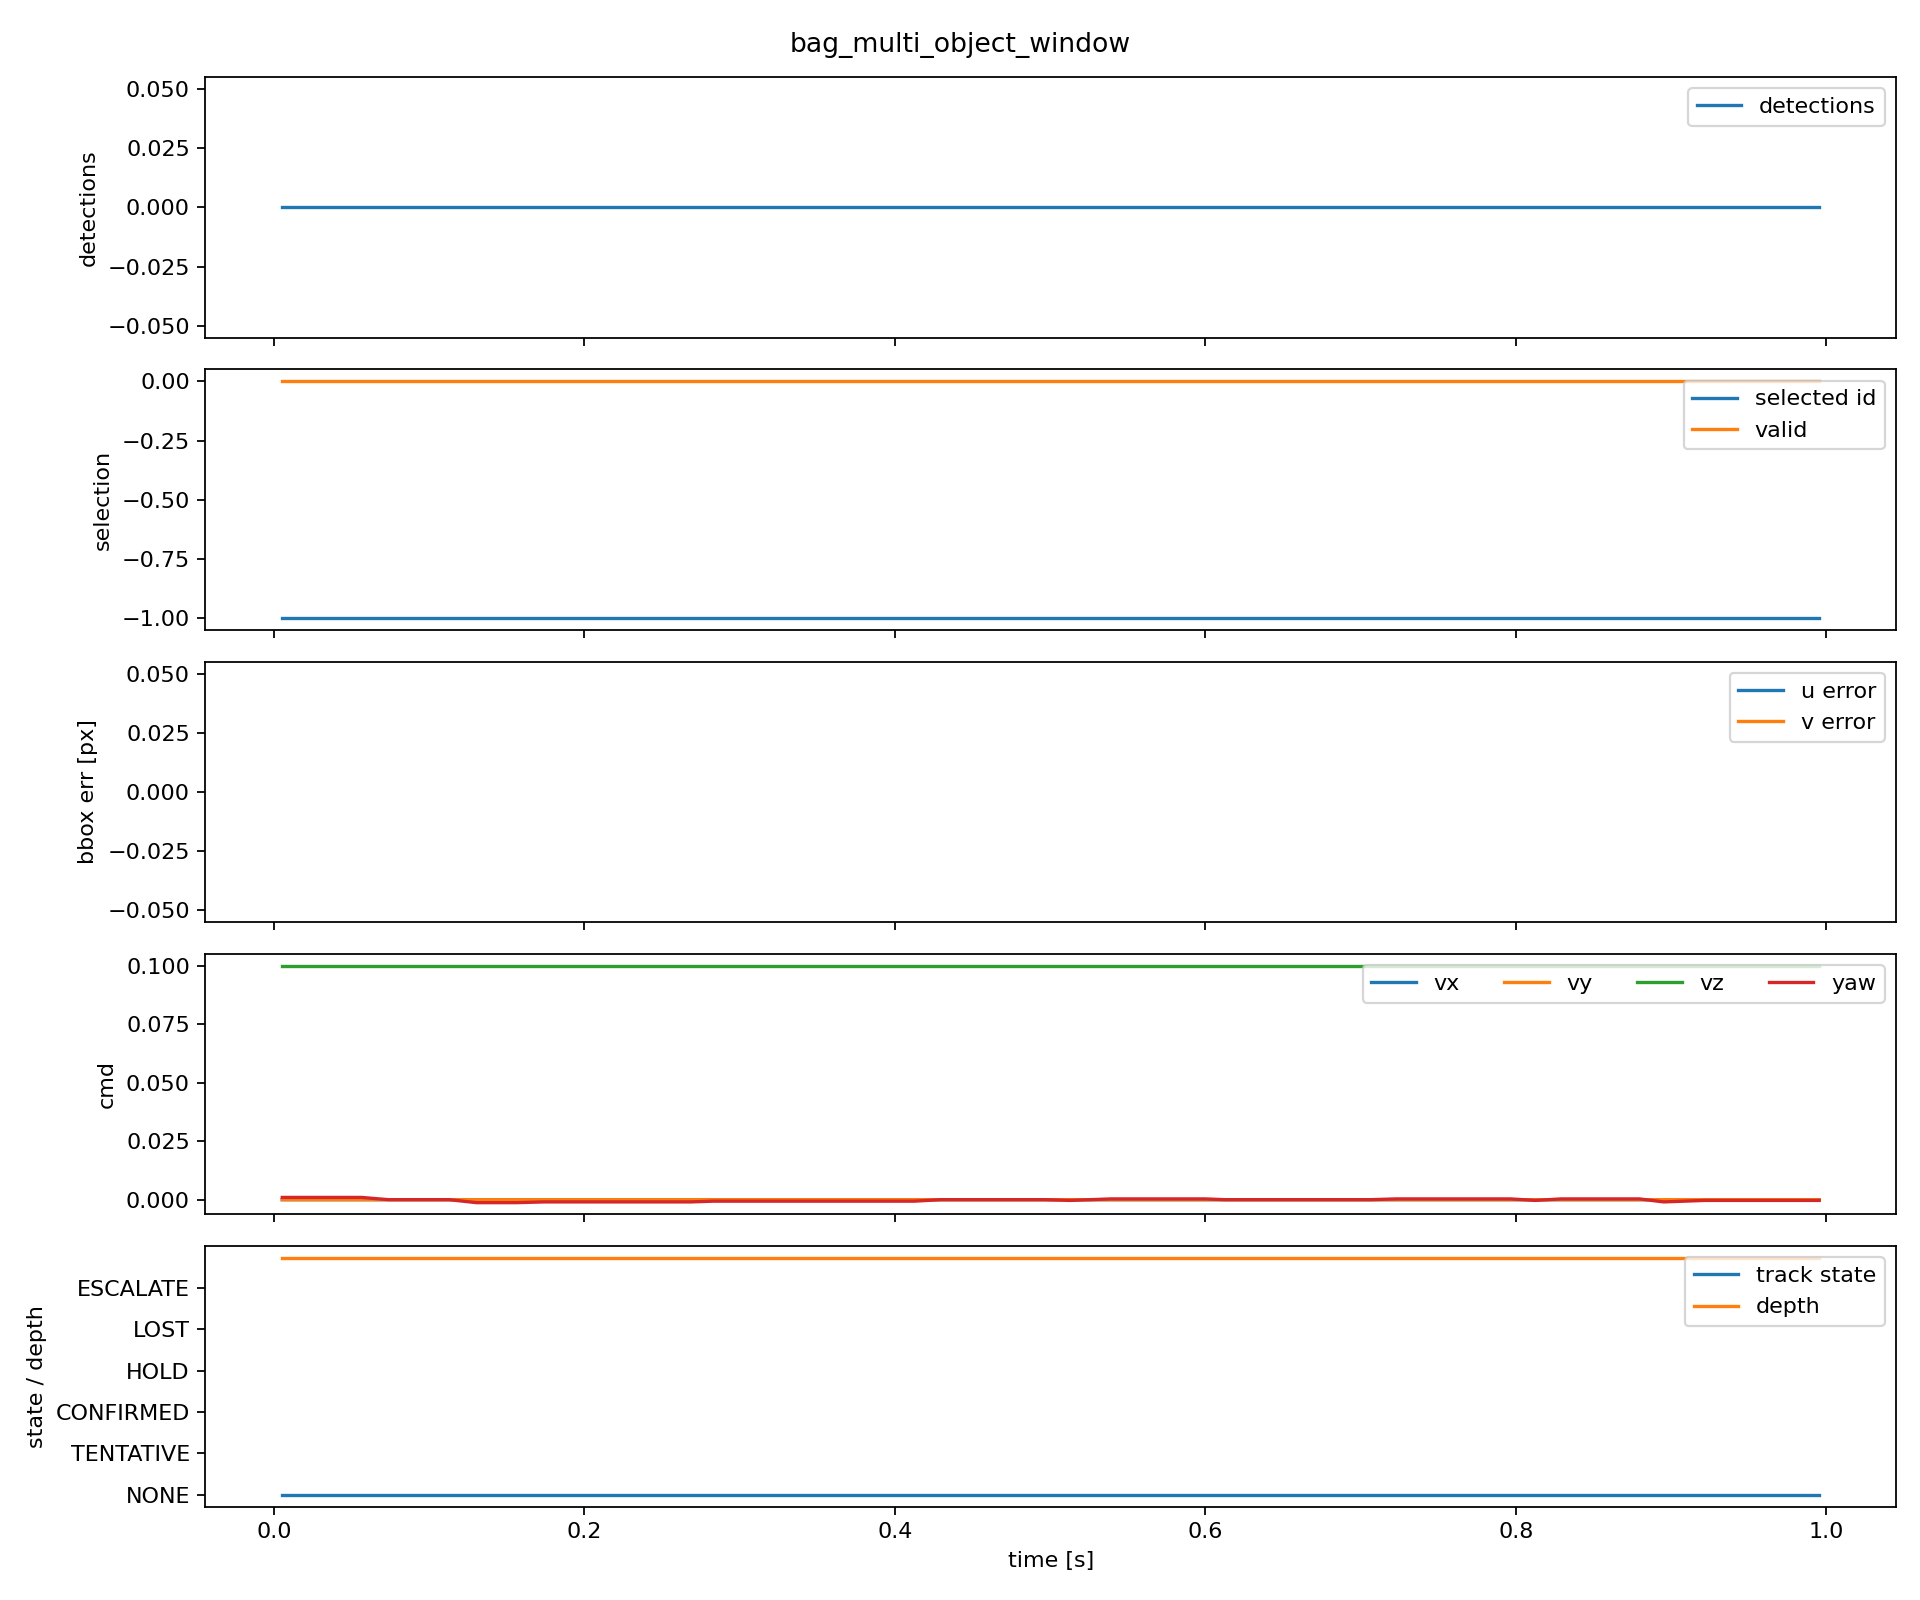 bag_multi_object_window
detections
0.050
0.025
0.000
−0.025
−0.050
detections
selection
0.00
−0.25
−0.50
−0.75
−1.00
selected id
valid
bbox err [px]
0.050
0.025
0.000
−0.025
−0.050
u error
v error
cmd
0.100
0.075
0.050
0.025
0.000
vx vy vz yaw
state / depth
ESCALATE
LOST
HOLD
CONFIRMED
TENTATIVE
NONE
track state
depth
0.0 0.2 0.4 0.6 0.8 1.0
time [s]